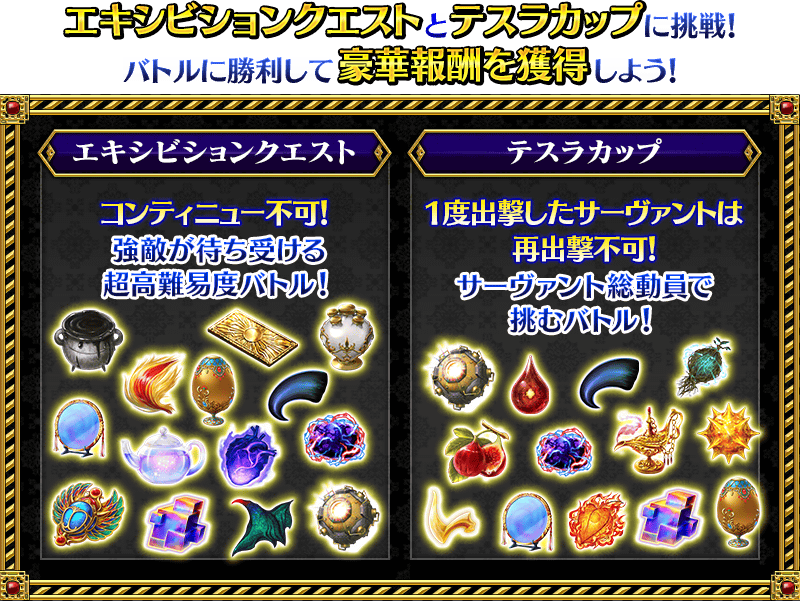 エキシビションクエストとテスラカップに挑戦!
バトルに勝利して豪華報酬を獲得しよう!
エキシビションクエスト
コンティニュー不可!
強敵が待ち受ける
超高難易度バトル!
テスラカップ
1度出撃したサーヴァントは
再出撃不可!
サーヴァント総動員で
挑むバトル!